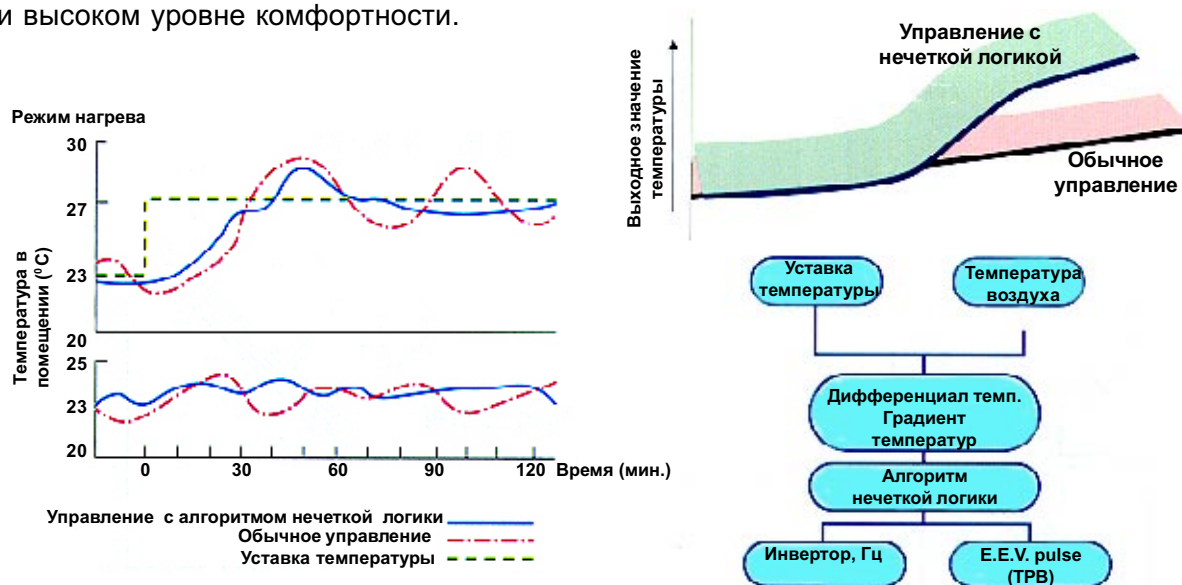 и высоком уровне комфортности.
Режим нагрева
Температура в
помещении (⁰С)
30
27
23
20
25
23
20
0
30
60
90
120
Время (мин.)
Управление с алгоритмом нечеткой логики
Обычное управление
Уставка температуры
Выходное значение
температуры
Управление с
нечеткой логикой
Обычное
управление
Уставка
температуры
Температура
воздуха
Дифференциал темп.
Градиент
температур
Алгоритм
нечеткой логики
Инвертор, Гц
E.E.V. pulse
(ТРВ)